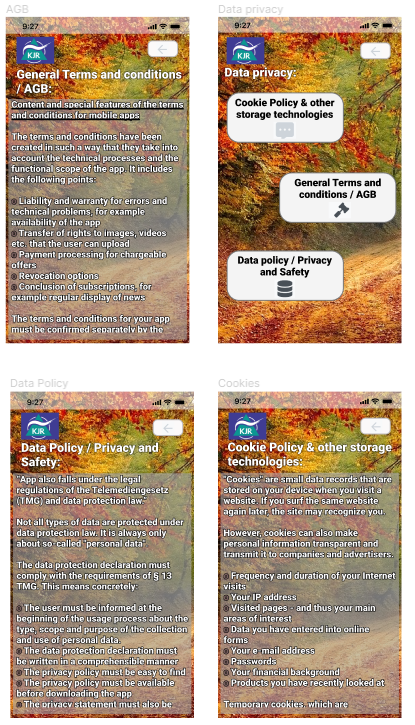 AGB
9:27
KJR
General Terms and conditions
/ AGB:
Content and special features of the terms
and conditions for mobile apps
The terms and conditions have been
created in such a way that they take into
account the technical processes and the
functional scope of the app. It includes
the following points:
Liability and warranty for errors and
technical problems, for example
availability of the app
Transfer of rights to images, videos
etc. that the user can upload
Payment processing for chargeable
offers
Revocation options
Conclusion of subscriptions, for
example regular display of news
The terms and conditions for your app
must be confirmed separately by the
Data privacy
9:27
KJR
Data privacy:
Cookie Policy & other
storage technologies
General Terms and
conditions / AGB
Data policy / Privacy
and Safety
Data Policy
9:27
KJR
Data Policy / Privacy and
Safety:
"App also falls under the legal
regulations of the Telemediengesetz
(TMG) and data protection law."
Not all types of data are protected under
data protection law. It is always only
about so-called "personal data".
The data protection declaration must
comply with the requirements of § 13
TMG. This means concretely:
The user must be informed at the
beginning of the usage process about the
type, scope and purpose of the collection
and use of personal data.
The data protection declaration must
be written in a comprehensible manner
The privacy policy must be easy to find
The privacy policy must be available
before downloading the app
The privacy statement must also be
Cookies
9:27
KJR
Cookie Policy & other storage
technologies:
"Cookies" are small data records that are
stored on your device when you visit a
website. If you surf the same website
again later, the site may recognize you.
However, cookies can also make
personal information transparent and
transmit it to companies and advertisers.
Frequency and duration of your Internet
visits
Your IP address
Visited pages - and thus your main
areas of interest
Data you have entered into online
forms
Your e-mail address
Passwords
Your financial background
Products you have recently looked at
Temporary cookies, which are